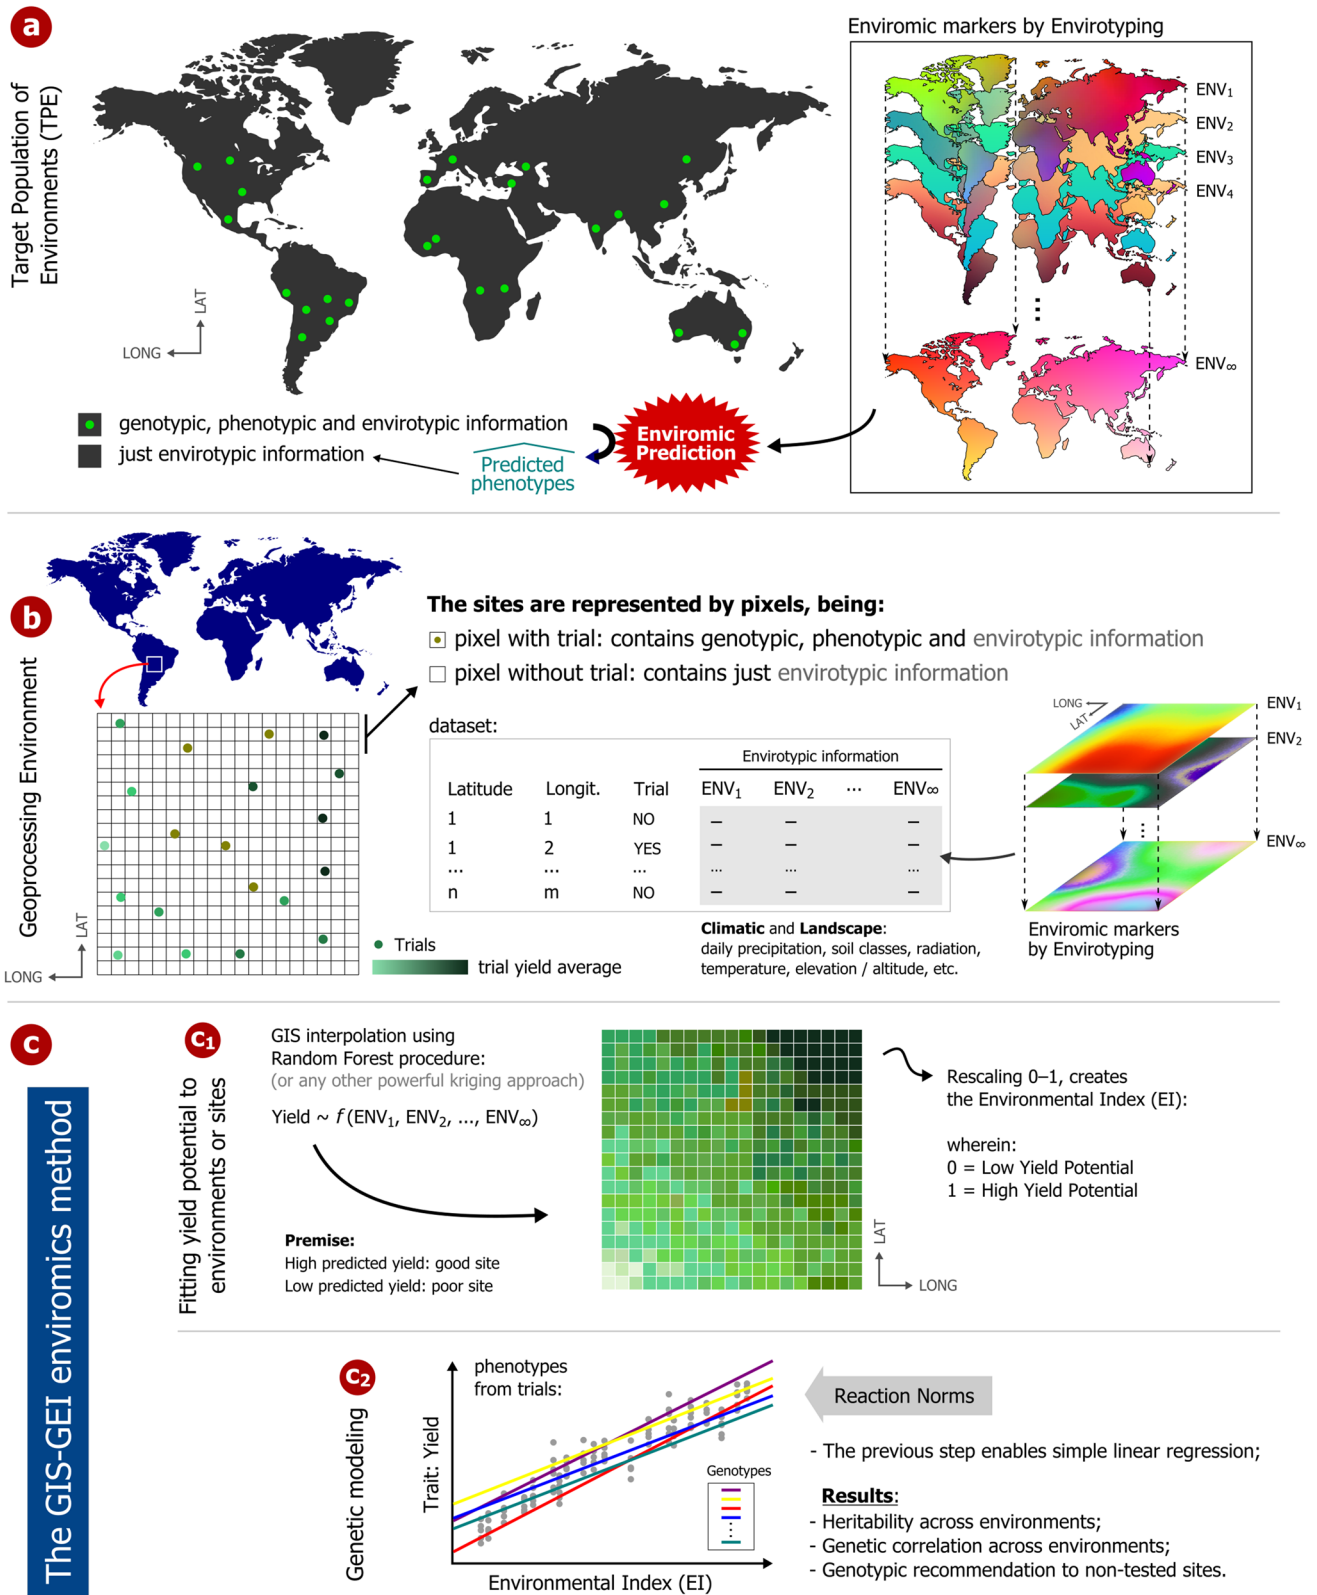 a
Target Population of
Environments (TPE)
LAT
LONG
Enviromic markers by Envirotyping
ENV1
ENV2
ENV3
ENV4
ENV∞
genotypic, phenotypic and envirotypic information
just envirotypic information
Predicted
phenotypes
Enviromic
Prediction
b
Geoprocessing Environment
The sites are represented by pixels, being:
pixel with trial: contains genotypic, phenotypic and envirotypic information
pixel without trial: contains just envirotypic information
dataset:
Envirotypic information
Latitude Longit. Trial ENV1 ENV2 ... ENV∞
1 1 NO – – –
1 2 YES – – –
... ... ... ... ... ...
n m NO – – –
Climatic and Landscape:
daily precipitation, soil classes, radiation,
temperature, elevation / altitude, etc.
LONG
LAT
ENV1
ENV2
...
ENV∞
Enviromic markers
by Envirotyping
LAT
LONG
Trials
trial yield average
c
The GIS-GEI enviromics method
c1
Fitting yield potential to
environments or sites
GIS interpolation using
Random Forest procedure:
(or any other powerful kriging approach)
Yield ~ f (ENV1, ENV2, ..., ENV∞)
Premise:
High predicted yield: good site
Low predicted yield: poor site
LAT
LONG
Rescaling 0–1, creates
the Environmental Index (EI):
wherein:
0 = Low Yield Potential
1 = High Yield Potential
c2
Genetic modeling
Trait: Yield
phenotypes
from trials:
Genotypes
Environmental Index (EI)
Reaction Norms
- The previous step enables simple linear regression;
Results:
- Heritability across environments;
- Genetic correlation across environments;
- Genotypic recommendation to non-tested sites.